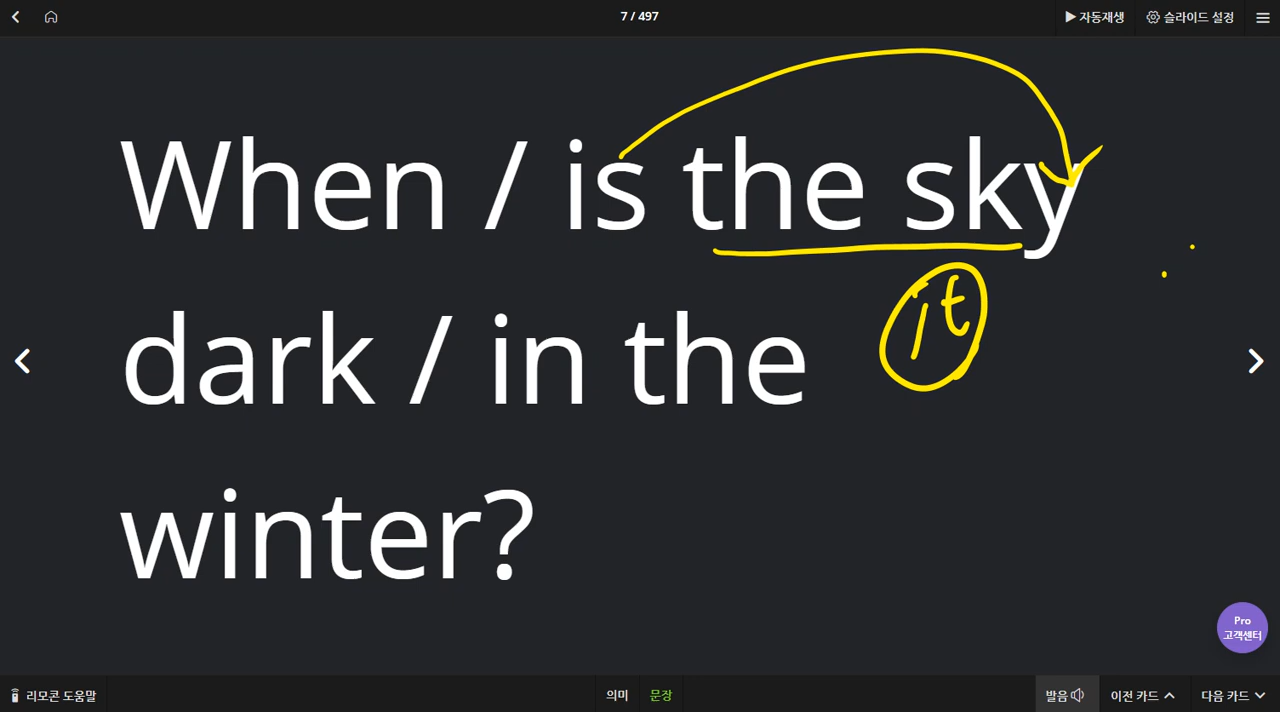 7 / 497
자동재생
슬라이드 설정
When / is the sky
dark / in the
it
winter?
Pro
고객센터
리모콘 도움말
의미
문장
발음
이전 카드
다음 카드